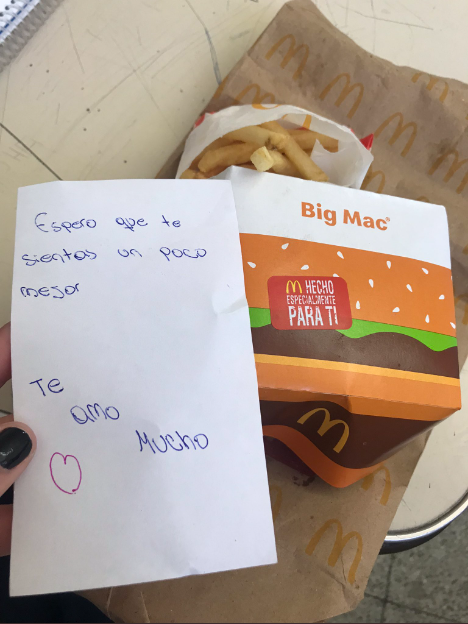 Espero que te
sientas un poco
mejor
Te
amo
Mucho
Big Mac®
HECHO
ESPECIALMENTE
PARA TI